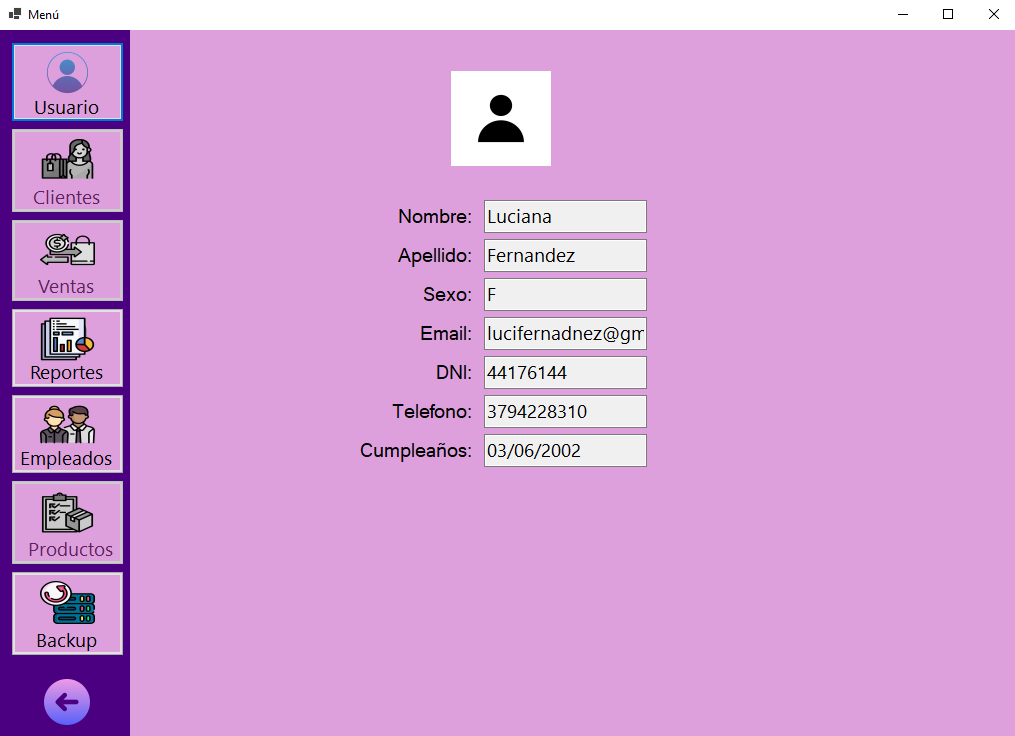 Menú
Usuario
Clientes
Ventas
Reportes
Empleados
Productos
Backup
Nombre: Luciana
Apellido: Fernandez
Sexo: F
Email: lucifernadnez@gm
DNI: 44176144
Telefono: 3794228310
Cumpleaños: 03/06/2002